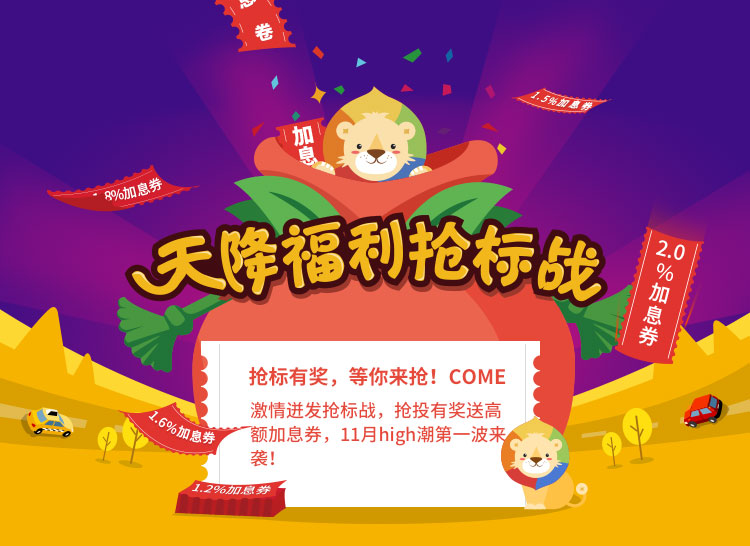 息
卷
1.5%加息券
加
息
.8%加息券
天降福利抢标战
2.0
%
加
息
券
抢标有奖，等你来抢！COME
激情迸发抢标战，抢投有奖送高
额加息券，11月high潮第一波来
袭！
1.6%加息券
1.2%加息券